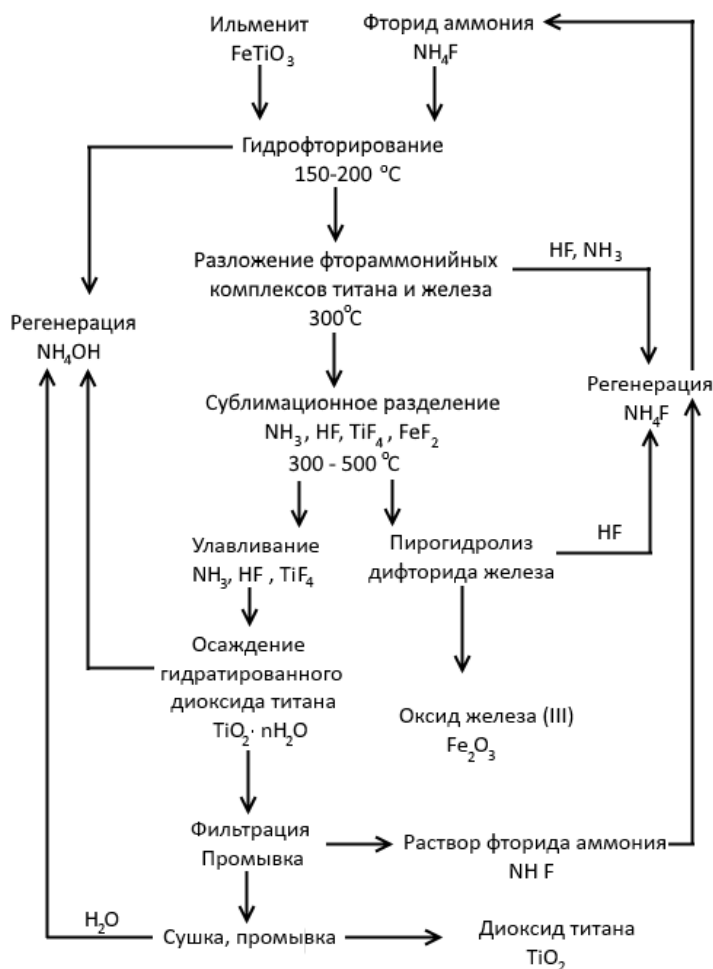 Ильменит
FeTiO₃
Фторид аммония
NH₄F
Гидрофторирование
150-200 °C
Разложение фтораммонийных
комплексов титана и железа
300°C
HF, NH₃
Регенерация
NH₄OH
Сублимационное разделение
NH₃ , HF, TiF₄ , FeF₂
300 - 500 °C
Регенерация
NH₄F
Улавливание
NH₃, HF , TiF₄
Пирогидролиз
дифторида железа
HF
Осаждение
гидратированного
диоксида титана
TiO₂· nH₂O
Оксид железа (III)
Fe₂O₃
Фильтрация
Промывка
Раствор фторида аммония
NH F
H₂O
Сушка, промывка
Диоксид титана
TiO₂